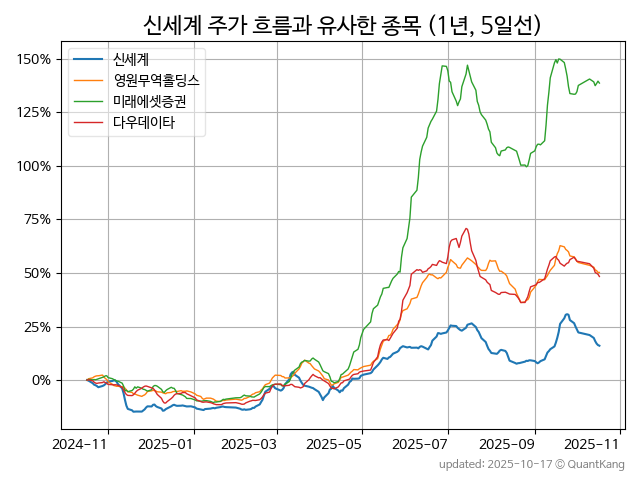 신세계 주가 흐름과 유사한 종목 (1년, 5일선)
신세계
영원무역홀딩스
미래에셋증권
다우데이타
150%
125%
100%
75%
50%
25%
0%
2024-11
2025-01
2025-03
2025-05
2025-07
2025-09
2025-11
updated: 2025-10-17 © QuantKang